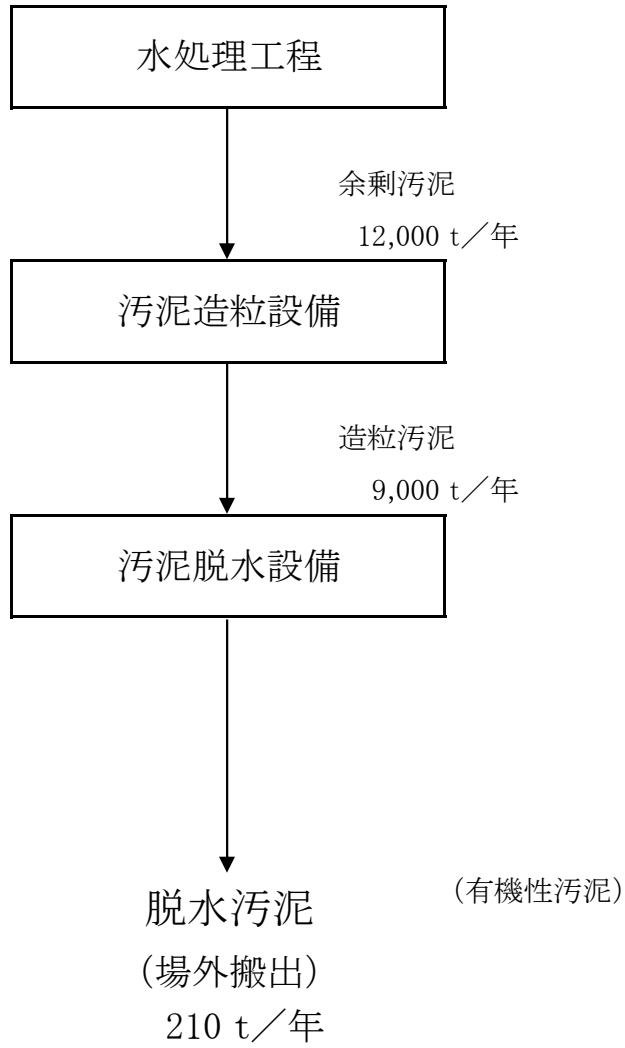 水処理工程
余剰汚泥
12,000 t／年
汚泥造粒設備
造粒汚泥
9,000 t／年
汚泥脱水設備
（有機性汚泥）
脱水汚泥
（場外搬出）
210 t／年